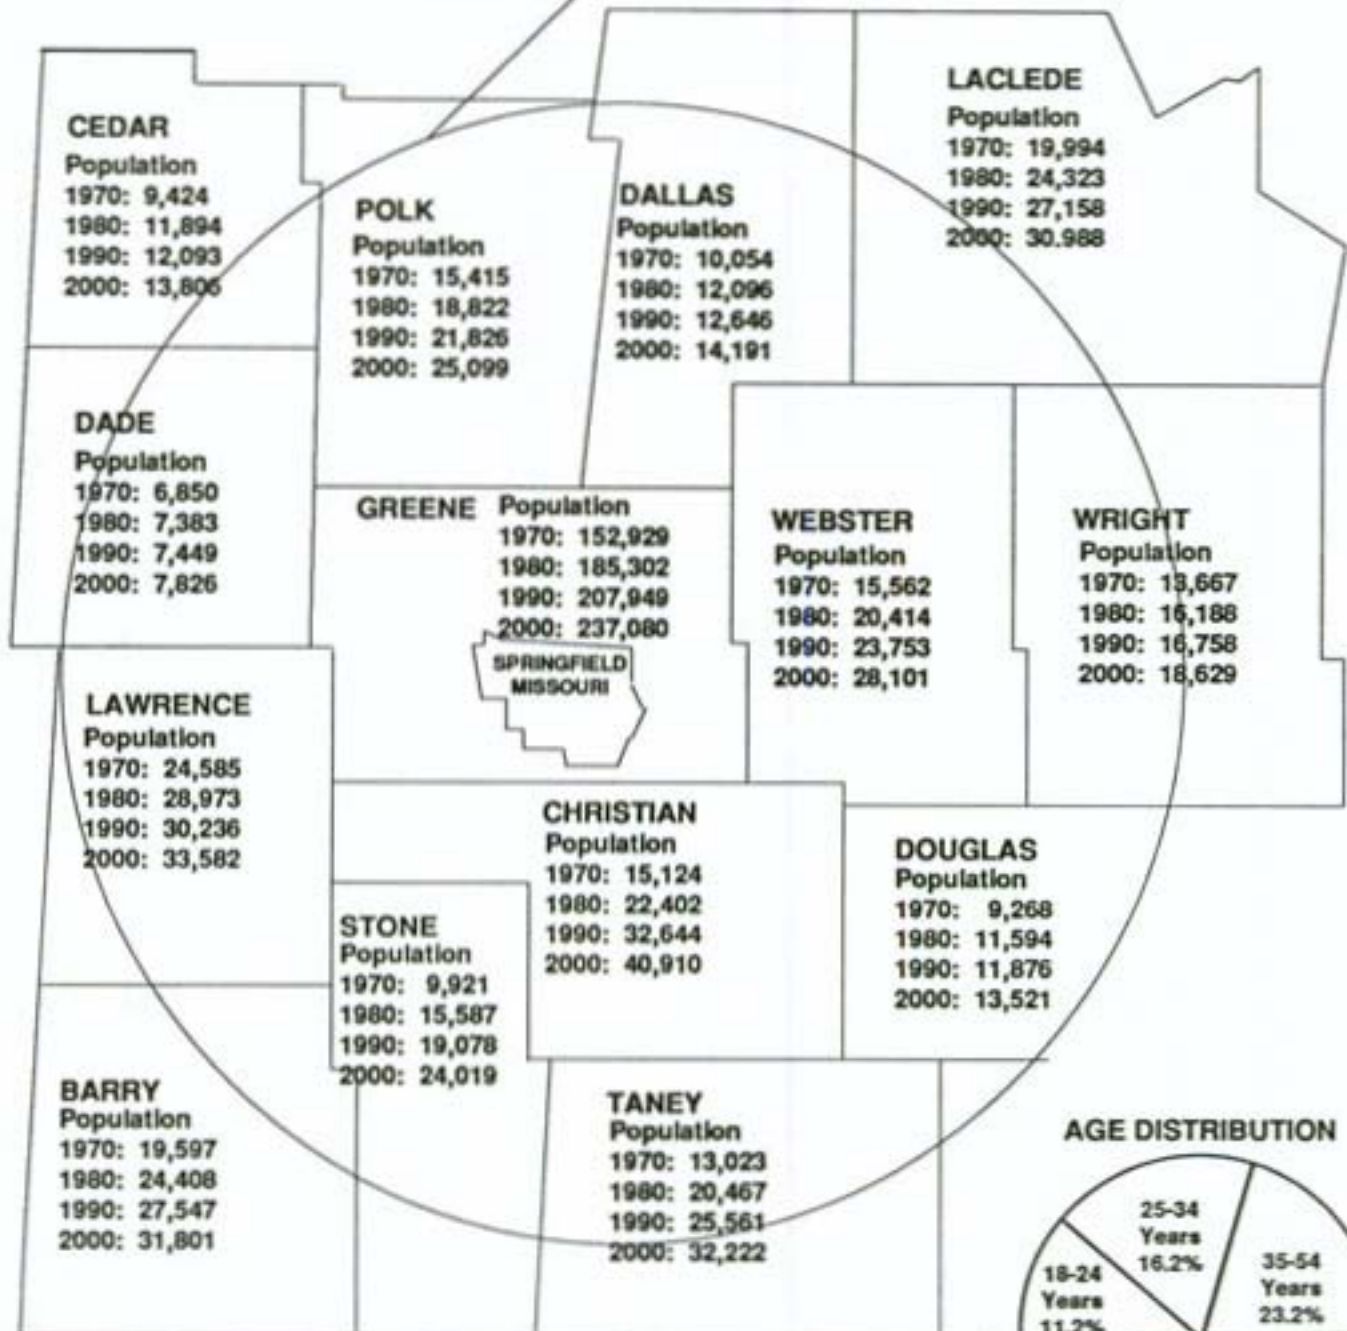 LACLEDE
Population
1970: 19,994
1980: 24,323
1990: 27,158
2000: 30.988
CEDAR
Population
1970: 9,424
1980: 11,894
1990: 12,093
2000: 13,806
POLK
Population
1970: 15,415
1980: 18,822
1990: 21,826
2000: 25,099
DALLAS
Population
1970: 10,054
1980: 12,096
1990: 12,646
2000: 14,191
DADE
Population
1970: 6,850
1980: 7,383
1990: 7,449
2000: 7,826
GREENE Population
1970: 152,929
1980: 185,302
1990: 207,949
2000: 237,080
SPRINGFIELD
MISSOURI
WEBSTER
Population
1970: 15,562
1980: 20,414
1990: 23,753
2000: 28,101
WRIGHT
Population
1970: 13,667
1980: 16,188
1990: 16,758
2000: 18,629
LAWRENCE
Population
1970: 24,585
1980: 28,973
1990: 30,236
2000: 33,582
CHRISTIAN
Population
1970: 15,124
1980: 22,402
1990: 32,644
2000: 40,910
DOUGLAS
Population
1970: 9,268
1980: 11,594
1990: 11,876
2000: 13,521
STONE
Population
1970: 9,921
1980: 15,587
1990: 19,078
2000: 24,019
BARRY
Population
1970: 19,597
1980: 24,408
1990: 27,547
2000: 31,801
TANEY
Population
1970: 13,023
1980: 20,467
1990: 25,561
2000: 32,222
AGE DISTRIBUTION
25-34
Years
16.2%
18-24
Years
11.2%
35-54
Years
23.2%